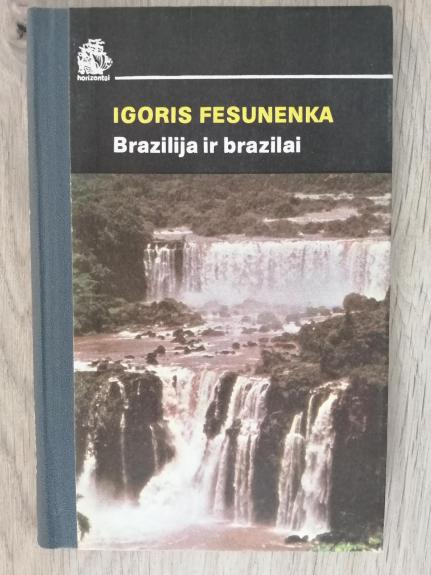 horizontai
IGORIS FESUNENKA
Brazilija ir brazilai